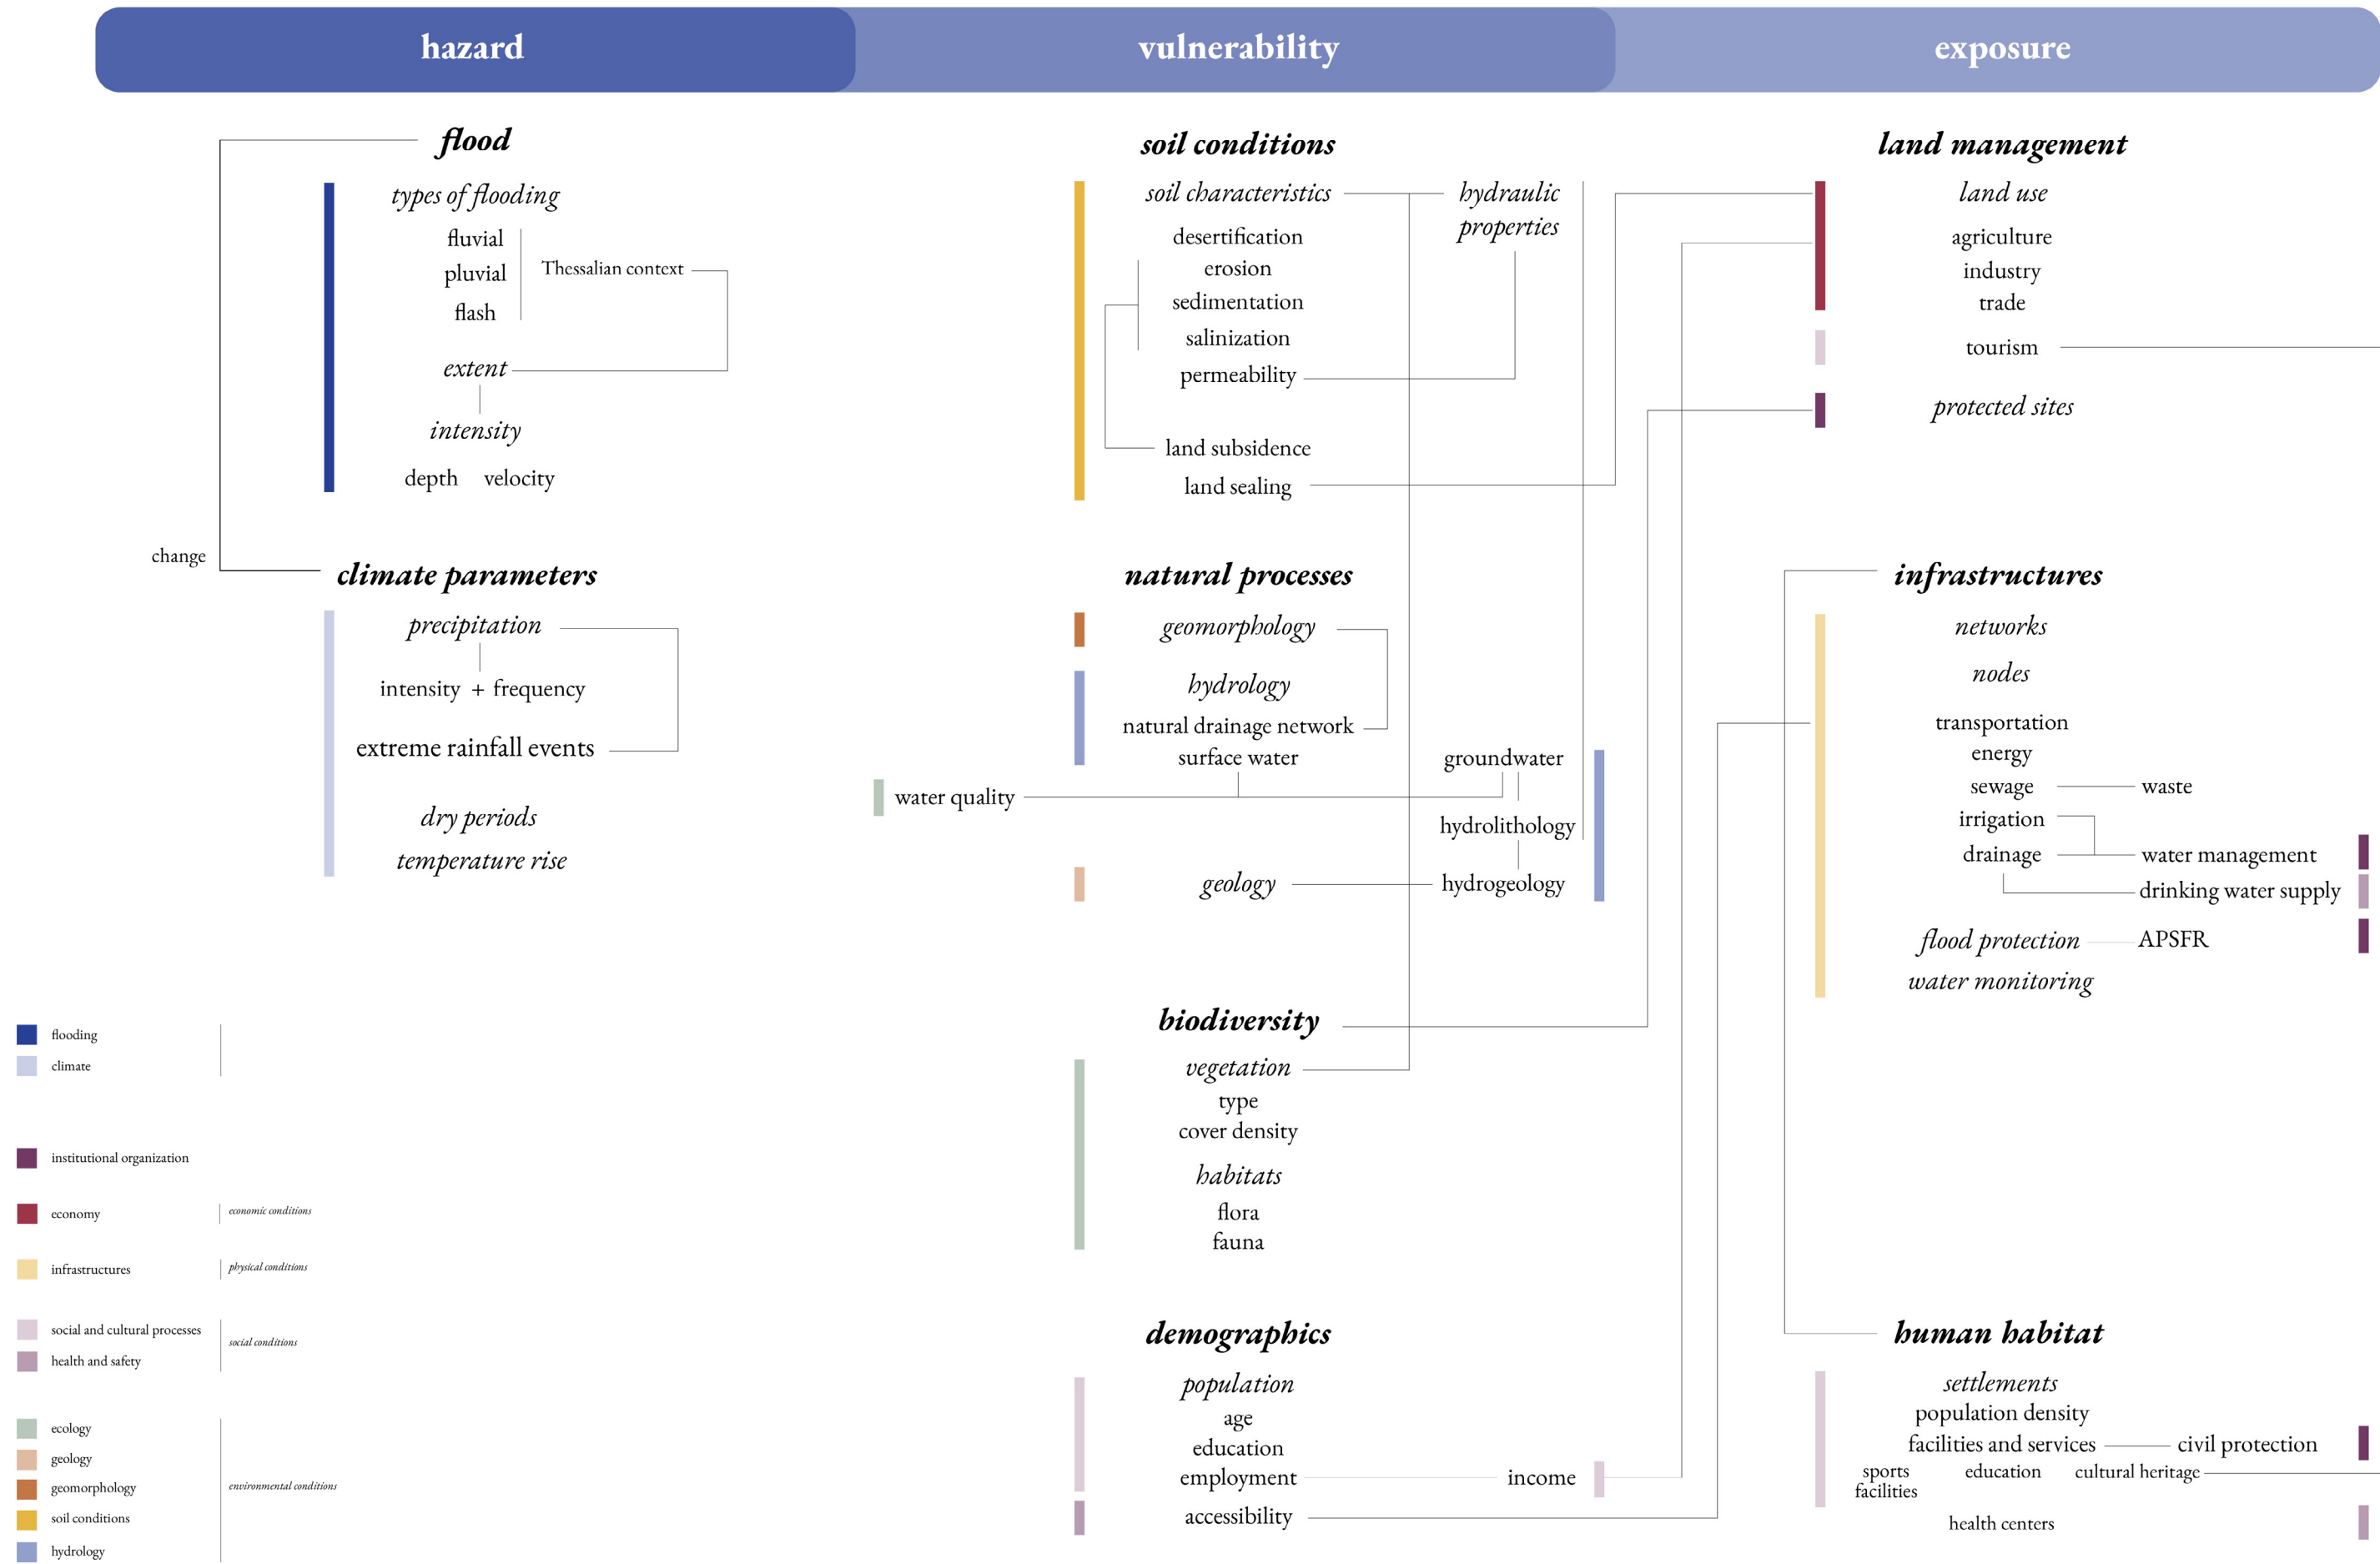 hazard
vulnerability
exposure
flood
types of flooding
fluvial
pluvial
flash
Thessalian context
extent
intensity
depth velocity
change
climate parameters
precipitation
intensity + frequency
extreme rainfall events
dry periods
temperature rise
soil conditions
soil characteristics
hydraulic
properties
desertification
erosion
sedimentation
salinization
permeability
land subsidence
land sealing
natural processes
geomorphology
hydrology
natural drainage network
surface water
groundwater
water quality
hydrolithology
geology
hydrogeology
biodiversity
vegetation
type
cover density
habitats
flora
fauna
demographics
population
age
education
employment
income
accessibility
land management
land use
agriculture
industry
trade
tourism
protected sites
infrastructures
networks
nodes
transportation
energy
sewage
waste
irrigation
drainage
water management
drinking water supply
flood protection
APSFR
water monitoring
human habitat
settlements
population density
facilities and services
civil protection
sports
facilities
education
cultural heritage
health centers
flooding
climate
institutional organization
economy
economic conditions
infrastructures
physical conditions
social and cultural processes
social conditions
health and safety
ecology
geology
geomorphology
environmental conditions
soil conditions
hydrology